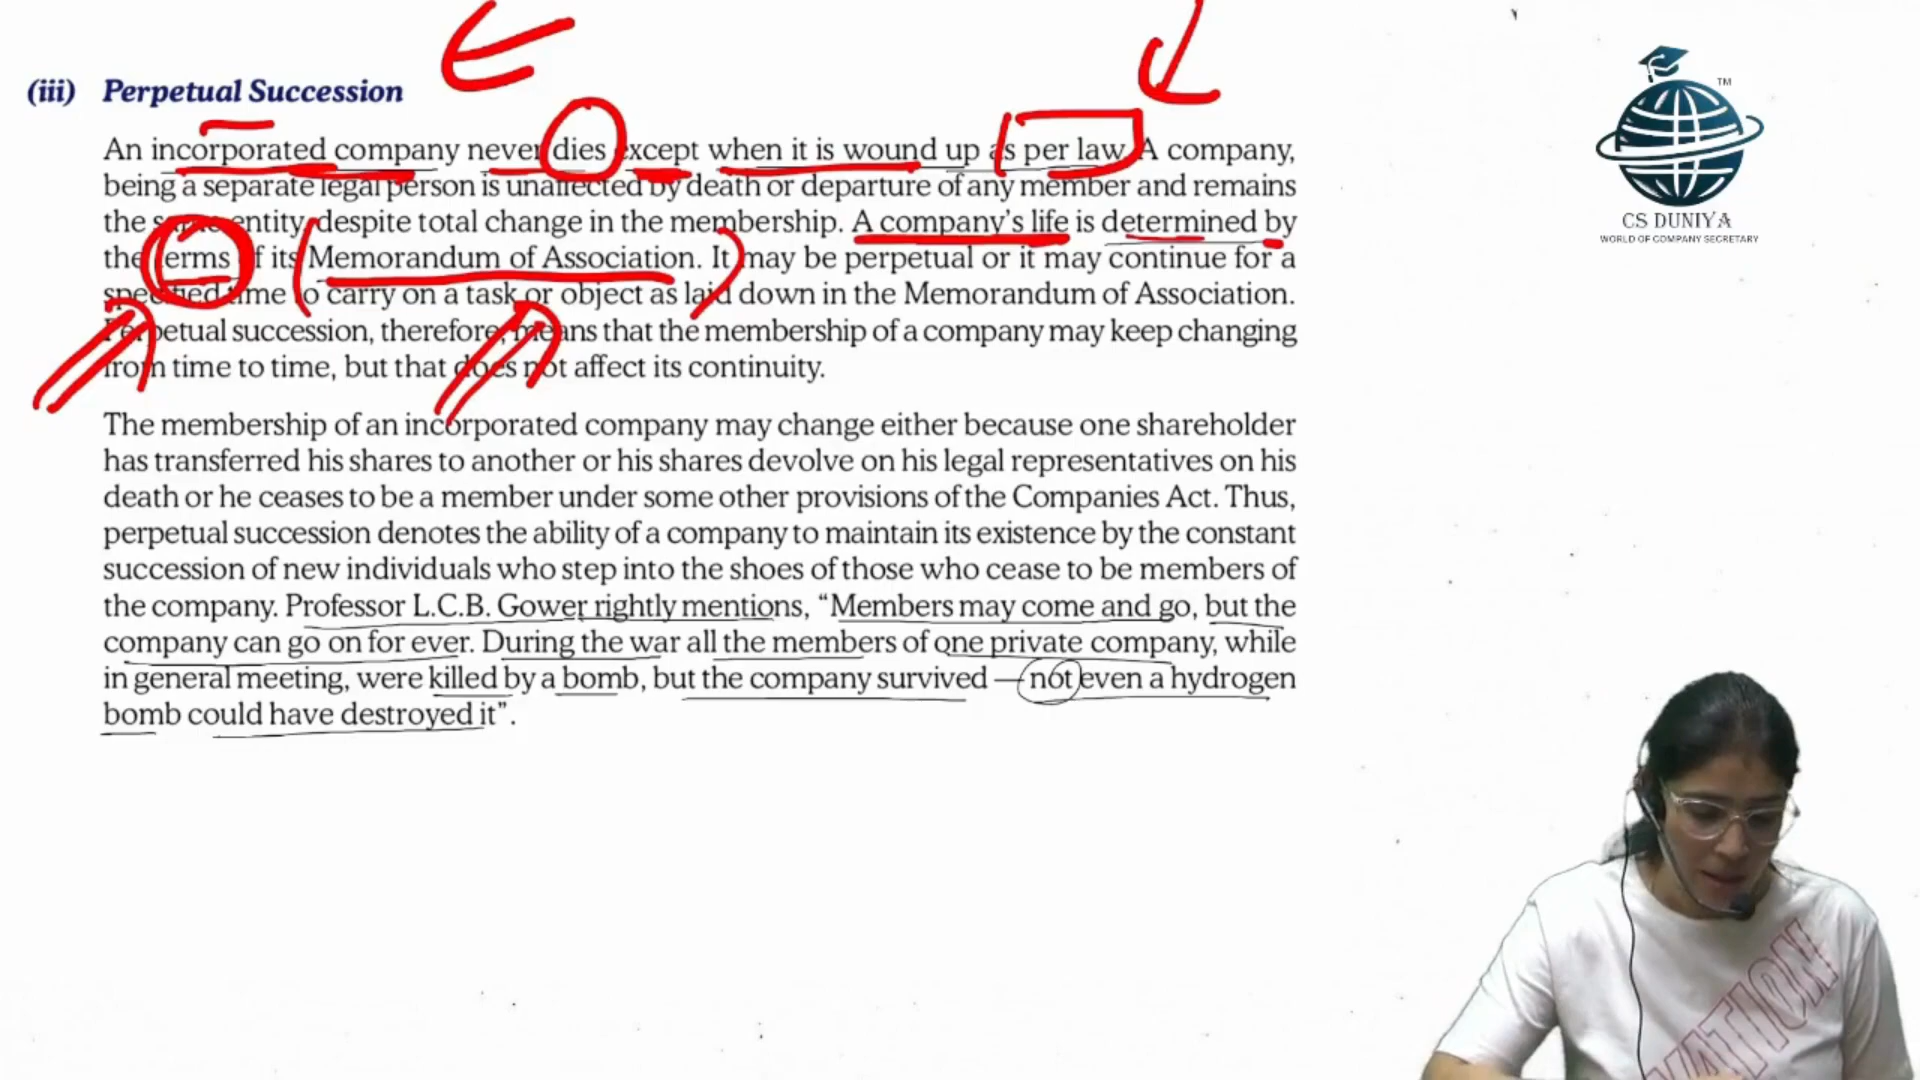 (iii) Perpetual Succession
An incorporated company never dies except when it is wound up as per law. A company,
being a separate legal person is unaffected by death or departure of any member and remains
the same entity, despite total change in the membership. A company's life is determined by
the terms of its Memorandum of Association. It may be perpetual or it may continue for a
specified time to carry on a task or object as laid down in the Memorandum of Association.
Perpetual succession, therefore, means that the membership of a company may keep changing
from time to time, but that does not affect its continuity.
The membership of an incorporated company may change either because one shareholder
has transferred his shares to another or his shares devolve on his legal representatives on his
death or he ceases to be a member under some other provisions of the Companies Act. Thus,
perpetual succession denotes the ability of a company to maintain its existence by the constant
succession of new individuals who step into the shoes of those who cease to be members of
the company. Professor L.C.B. Gower rightly mentions, “Members may come and go, but the
company can go on for ever. During the war all the members of one private company, while
in general meeting, were killed by a bomb, but the company survived — not even a hydrogen
bomb could have destroyed it”.
TM
CS DUNIYA
WORLD OF COMPANY SECRETARY